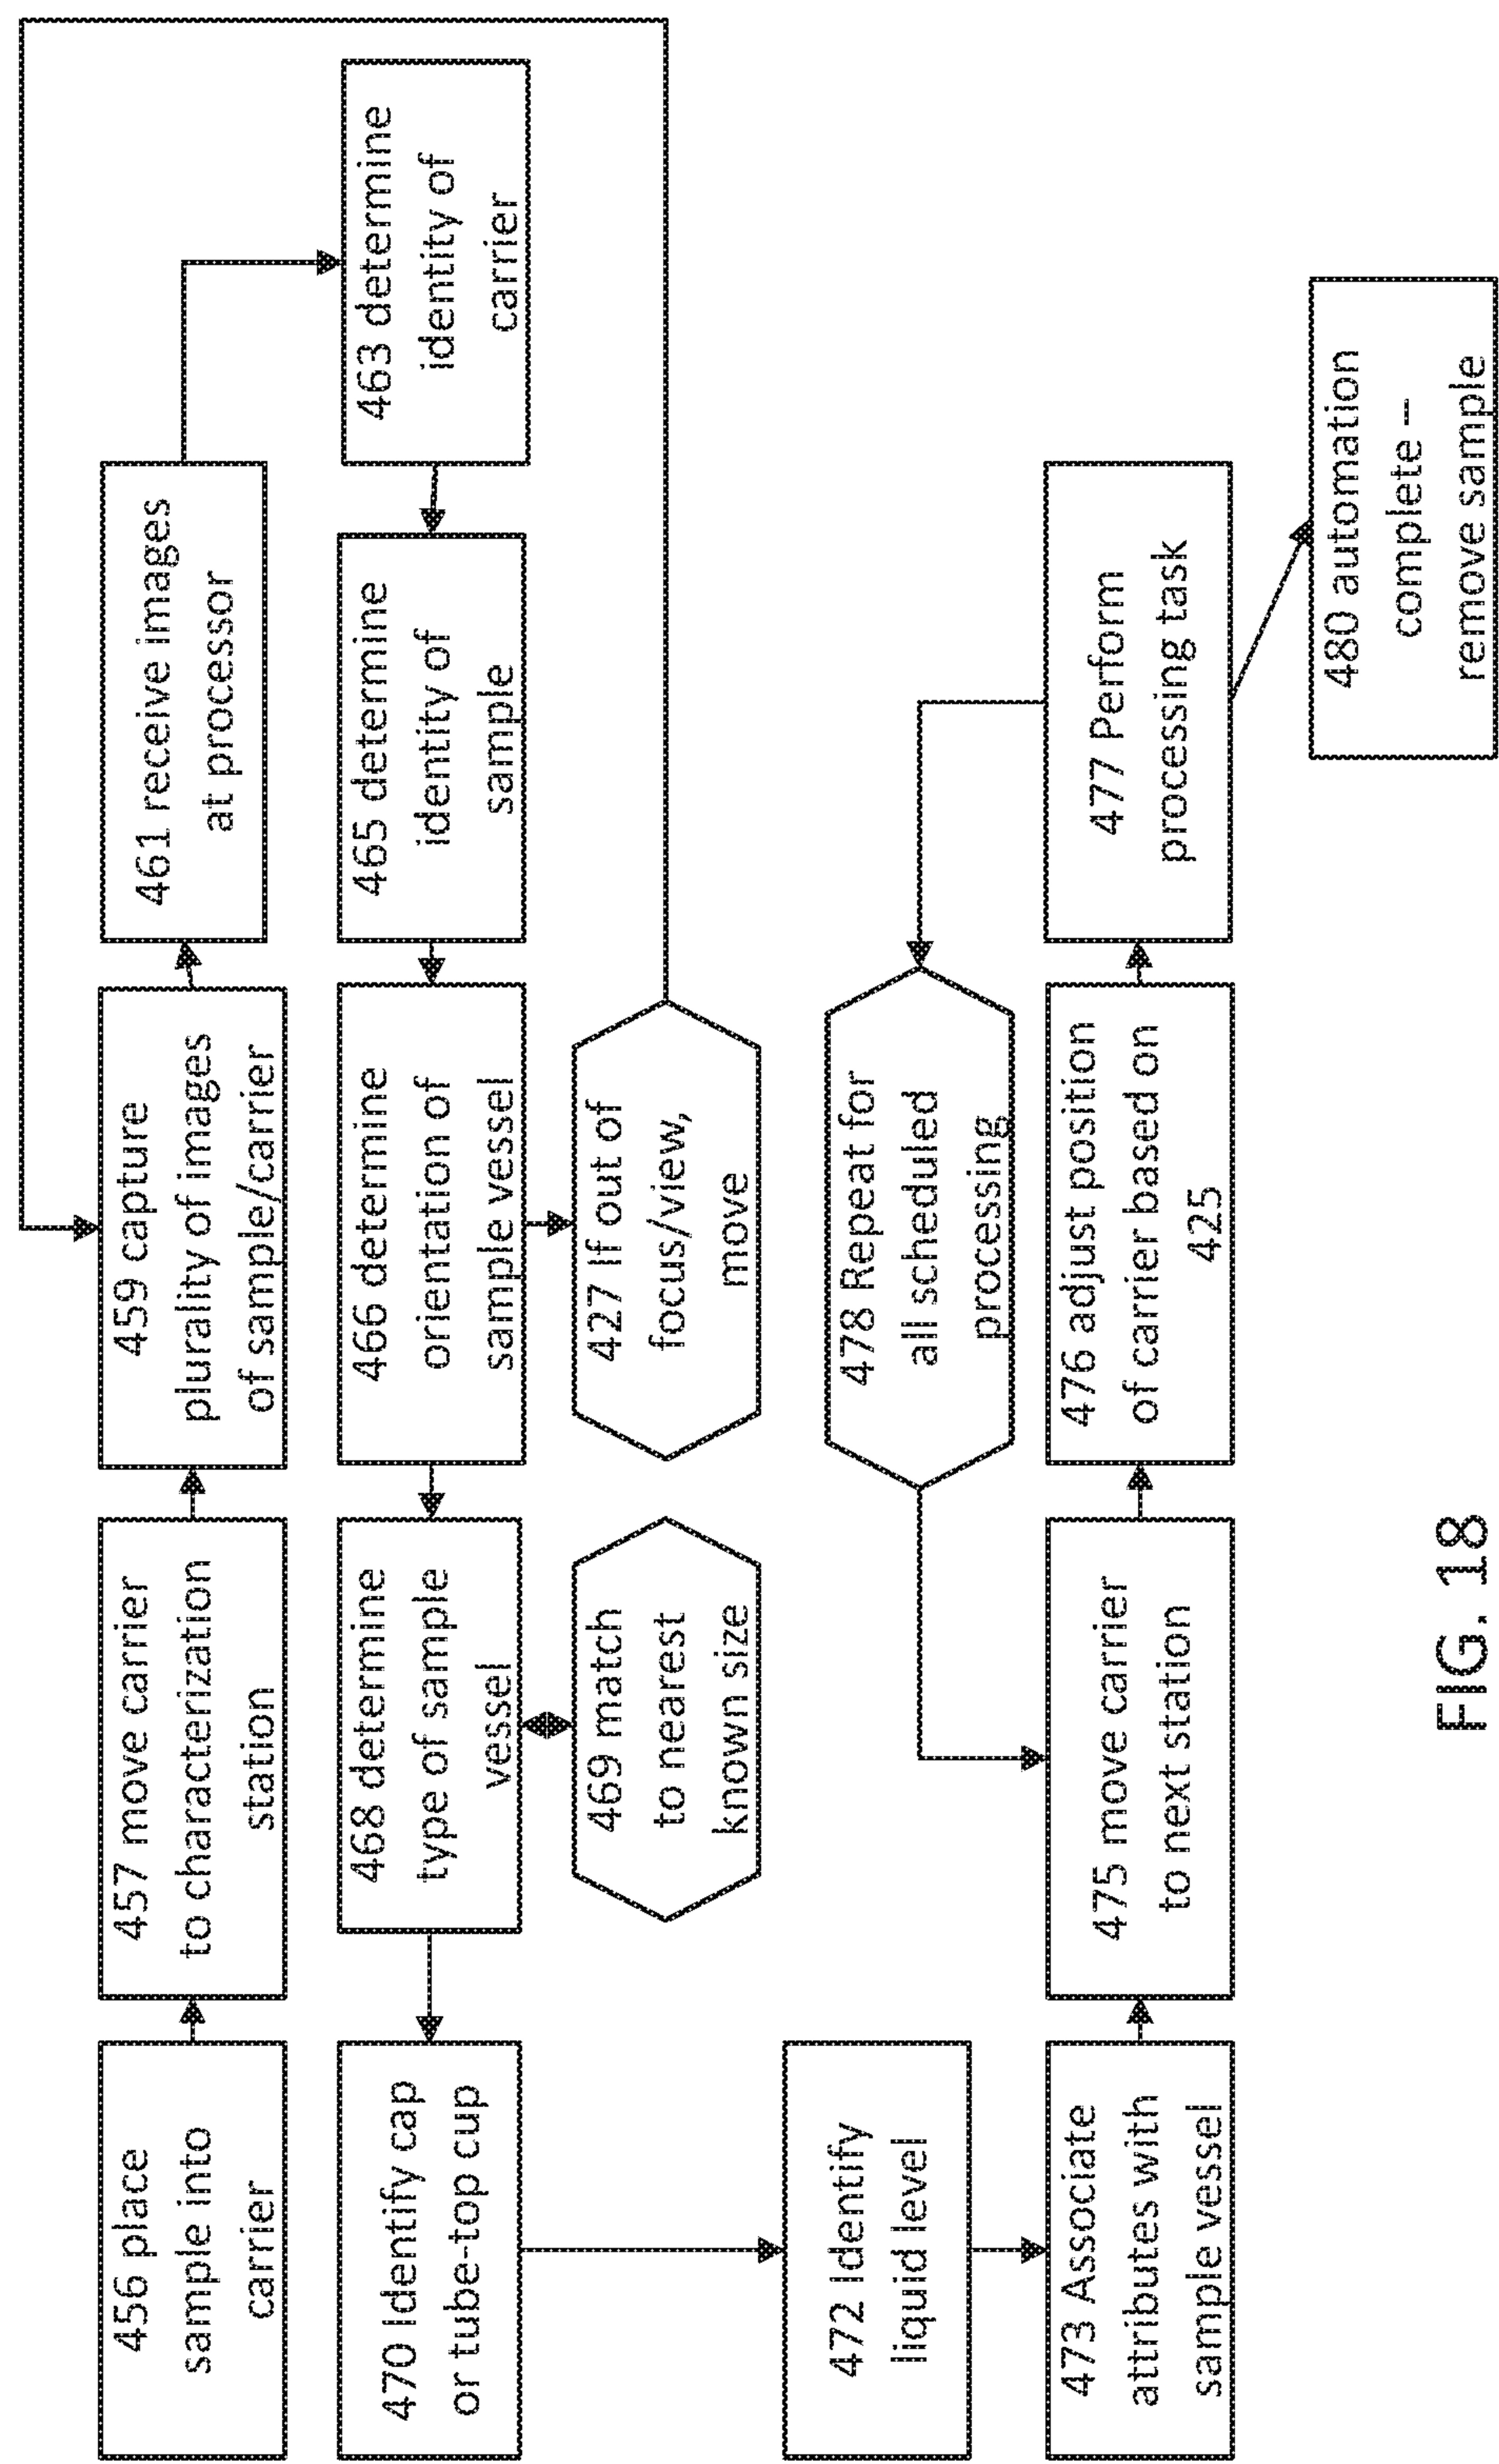 456 place
sample into
carrier
457 move carrier
to characterization
station
459 capture
plurality of images
of sample/carrier
461 receive images
at processor
463 determine
identity of
carrier
465 determine
identity of
sample
466 determine
orientation of
sample vessel
427 If out of
focus/view,
move
468 determine
type of sample
vessel
469 match
to nearest
known size
470 Identify cap
or tube-top cup
472 Identify
liquid level
473 Associate
attributes with
sample vessel
475 move carrier
to next station
476 adjust position
of carrier based on
425
477 Perform
processing task
478 Repeat for
all scheduled
processing
480 automation
complete –
remove sample
FIG. 18